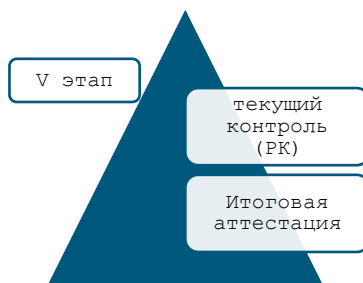 V этап
текущий
контроль
(РК)
Итоговая
аттестация